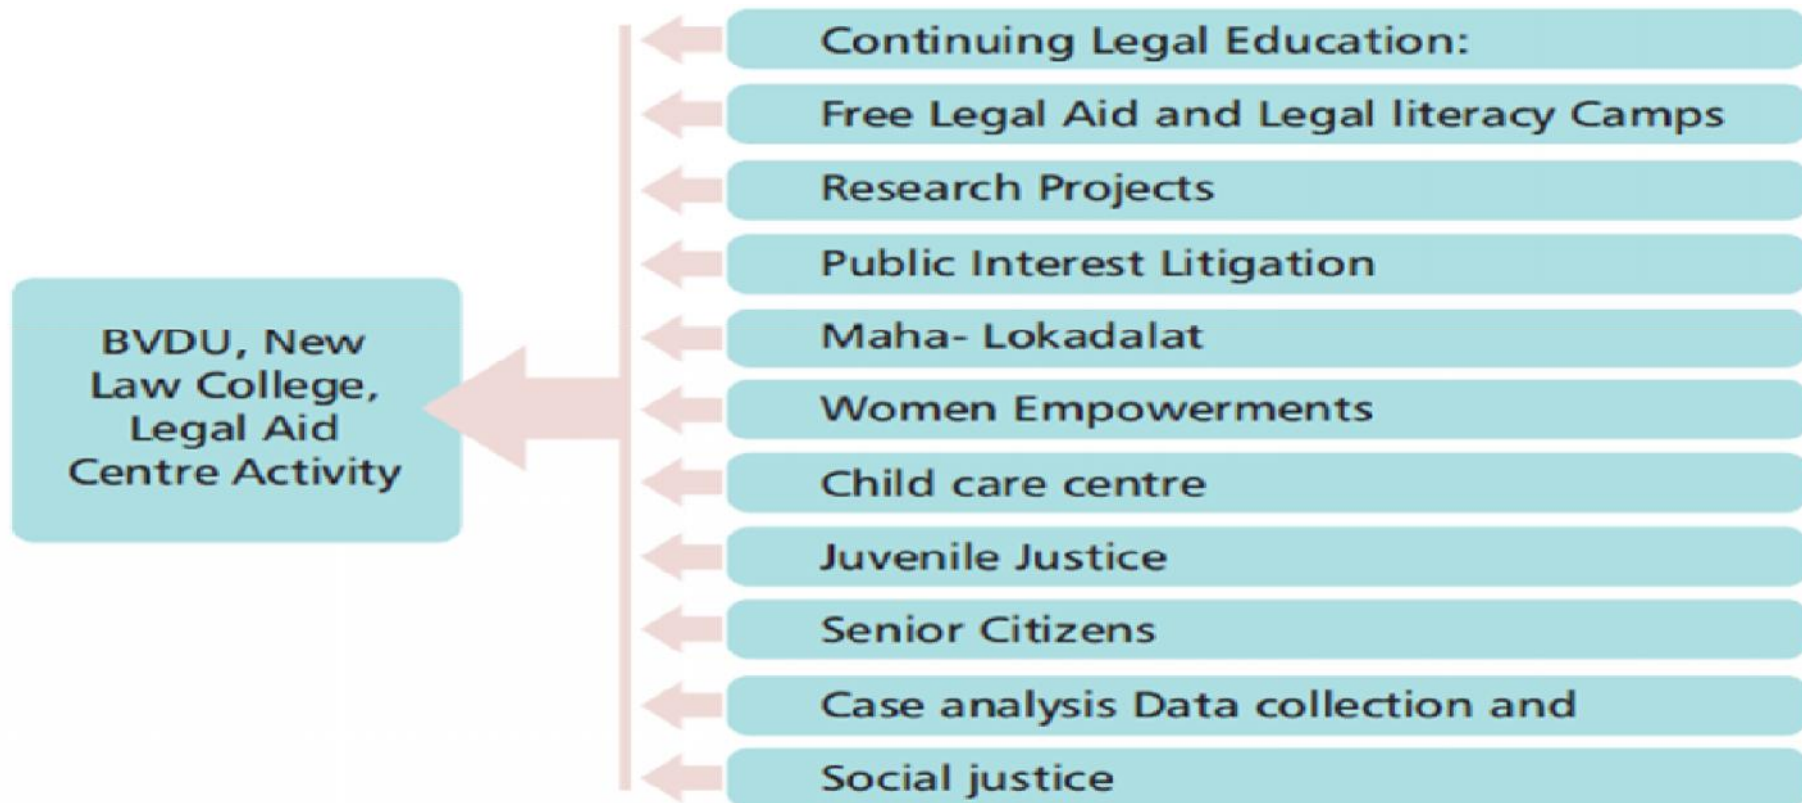 BVDU, New
Law College,
Legal Aid
Centre Activity
Continuing Legal Education:
Free Legal Aid and Legal literacy Camps
Research Projects
Public Interest Litigation
Maha- Lokadalat
Women Empowerments
Child care centre
Juvenile Justice
Senior Citizens
Case analysis Data collection and
Social justice